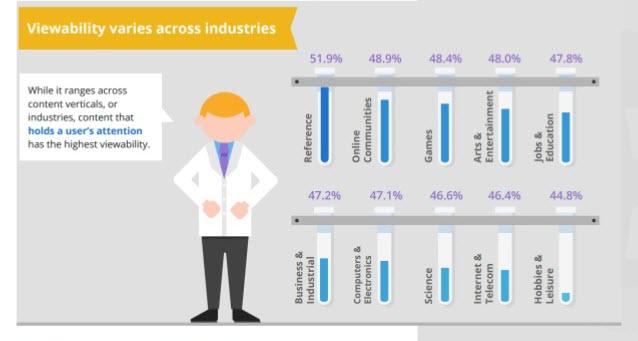 Viewability varies across industries
While it ranges across
content verticals, or
industries, content that
holds a user's attention
has the highest viewability.
51.9% 48.9% 48.4% 48.0% 47.8%
Reference
Online
Communities
Games
Arts &
Entertainment
Jobs &
Education
47.2% 47.1% 46.6% 46.4% 44.8%
Business &
Industrial
Computers &
Electronics
Science
Internet &
Telecom
Hobbies &
Leisure